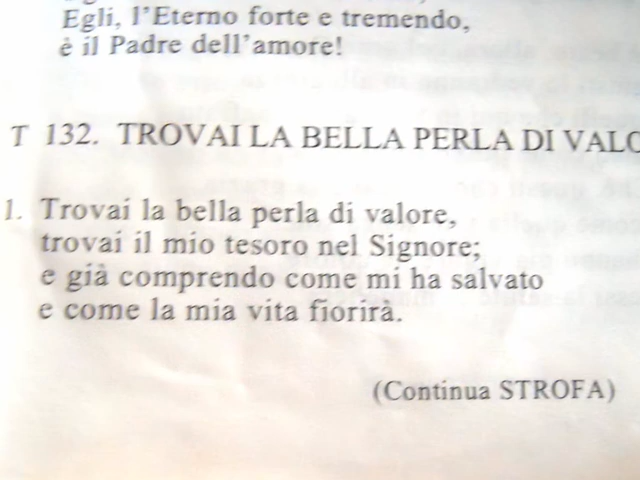 Egli, l'Eterno forte e tremendo,
è il Padre dell'amore!
T 132. TROVAI LA BELLA PERLA DI VALO
1. Trovai la bella perla di valore,
trovai il mio tesoro nel Signore;
e già comprendo come mi ha salvato
e come la mia vita fiorirà.
(Continua STROFA)